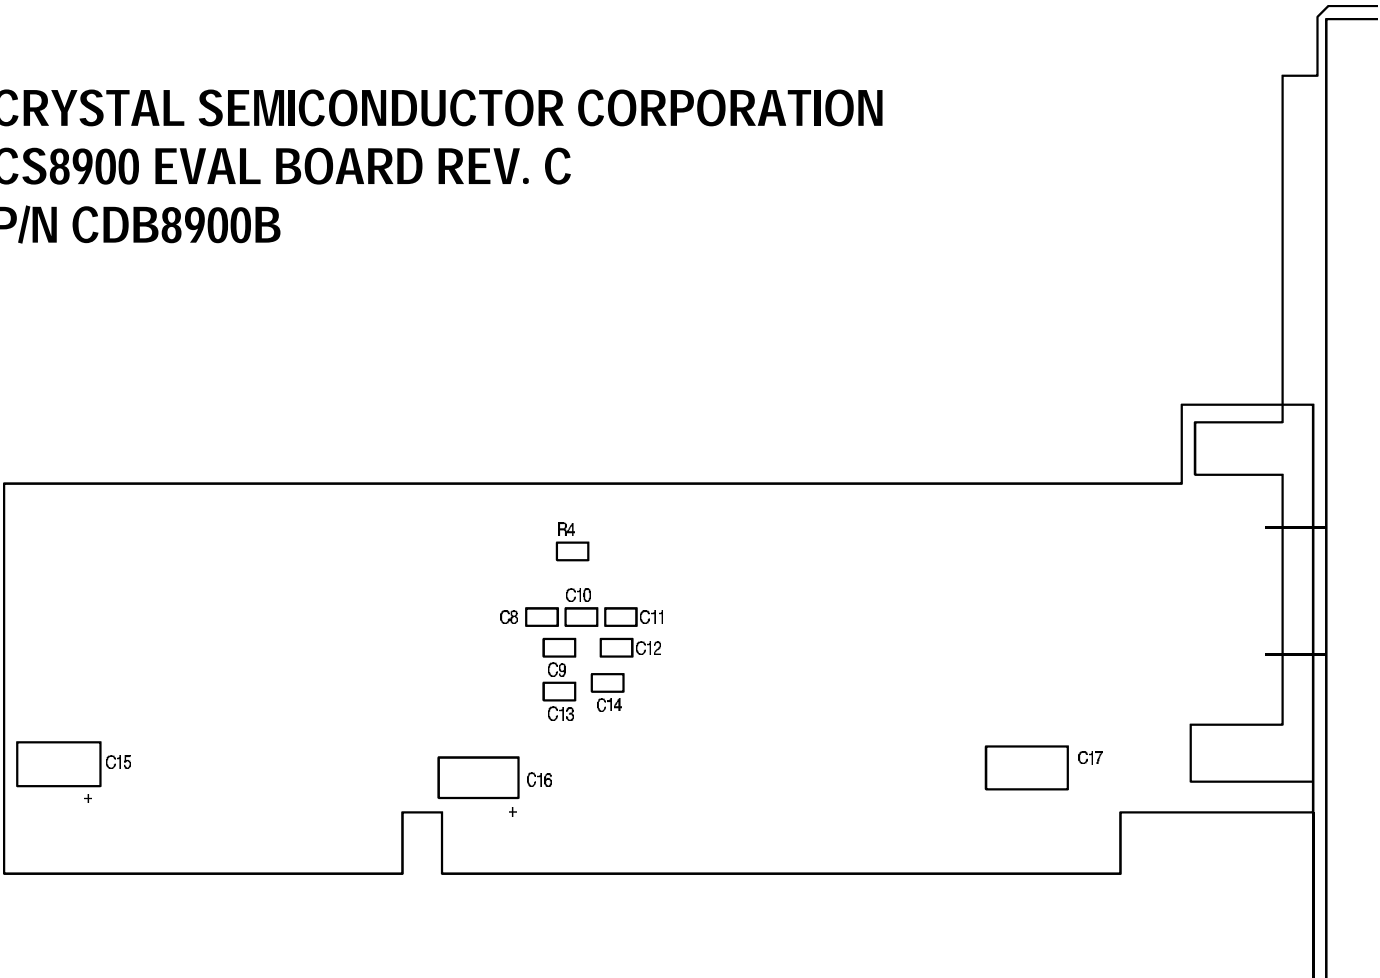 CRYSTAL SEMICONDUCTOR CORPORATION
CS8900 EVAL BOARD REV. C
P/N CDB8900B
R4
C10
C8
C11
C12
C9
C14
C13
C15
C17
C16
+
+